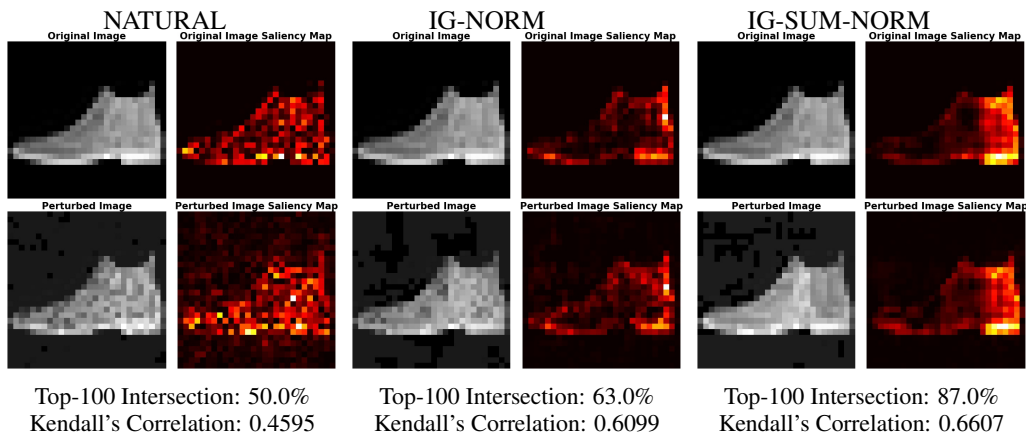 NATURAL IG-NORM IG-SUM-NORM
Original Image Original Image Saliency Map Original Image Original Image Saliency Map Original Image Original Image Saliency Map
Perturbed Image Perturbed Image Saliency Map Perturbed Image Perturbed Image Saliency Map Perturbed Image Perturbed Image Saliency Map
Top-100 Intersection: 50.0% Top-100 Intersection: 63.0% Top-100 Intersection: 87.0%
Kendall's Correlation: 0.4595 Kendall's Correlation: 0.6099 Kendall's Correlation: 0.6607